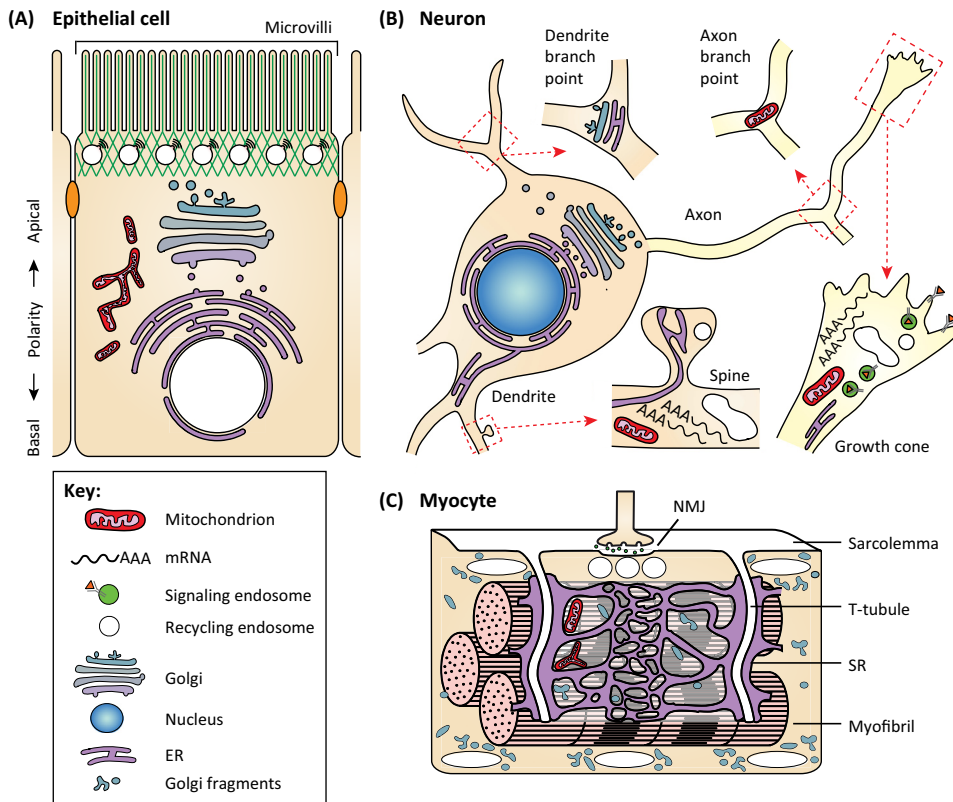 (A) Epithelial cell
Microvilli
Apical
Polarity
Basal
(B) Neuron
Dendrite
branch
point
Axon
branch
point
Axon
Spine
AAA
AAA
Dendrite
AAA
AAA
Growth cone
Key:
Mitochondrion
AAA mRNA
Signaling endosome
Recycling endosome
Golgi
Nucleus
ER
Golgi fragments
(C) Myocyte
NMJ
Sarcolemma
T-tubule
SR
Myofibril